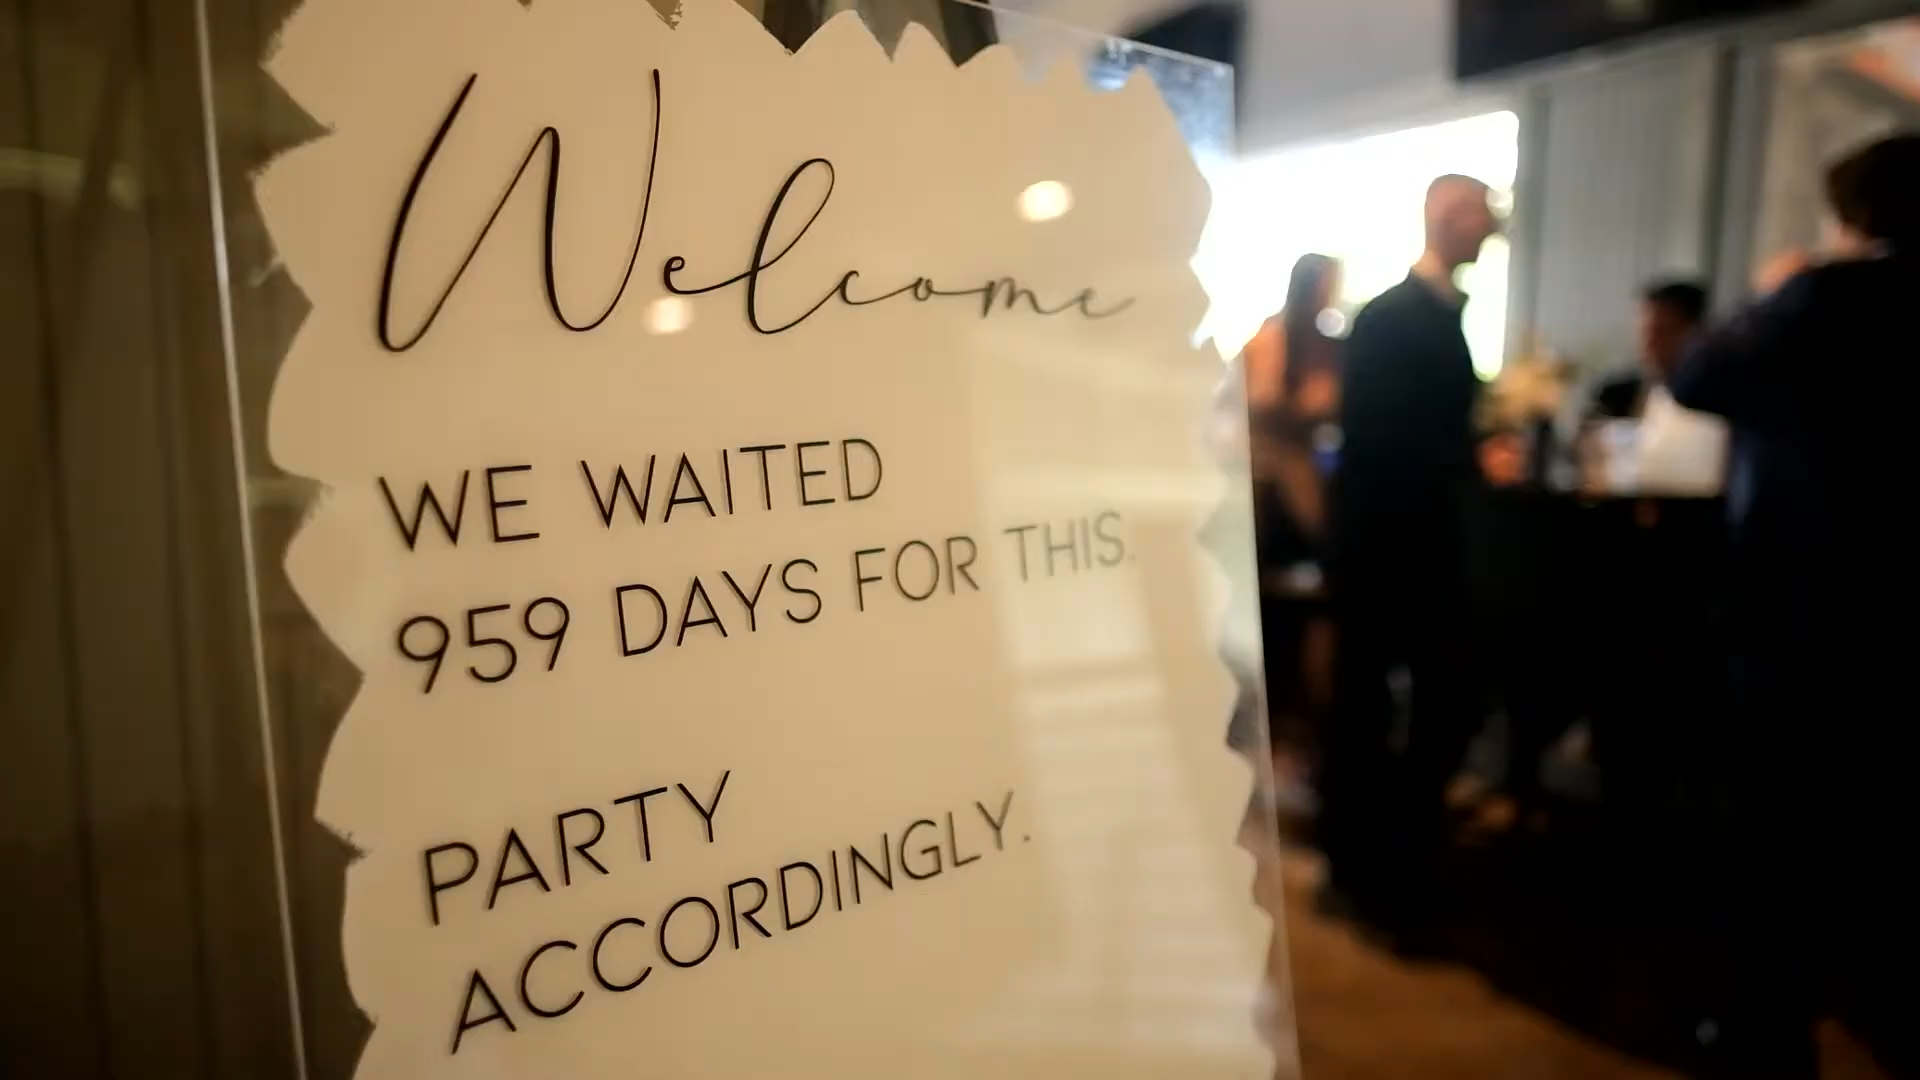 Welcome
WE WAITED
959 DAYS FOR THIS.
PARTY
ACCORDINGLY.